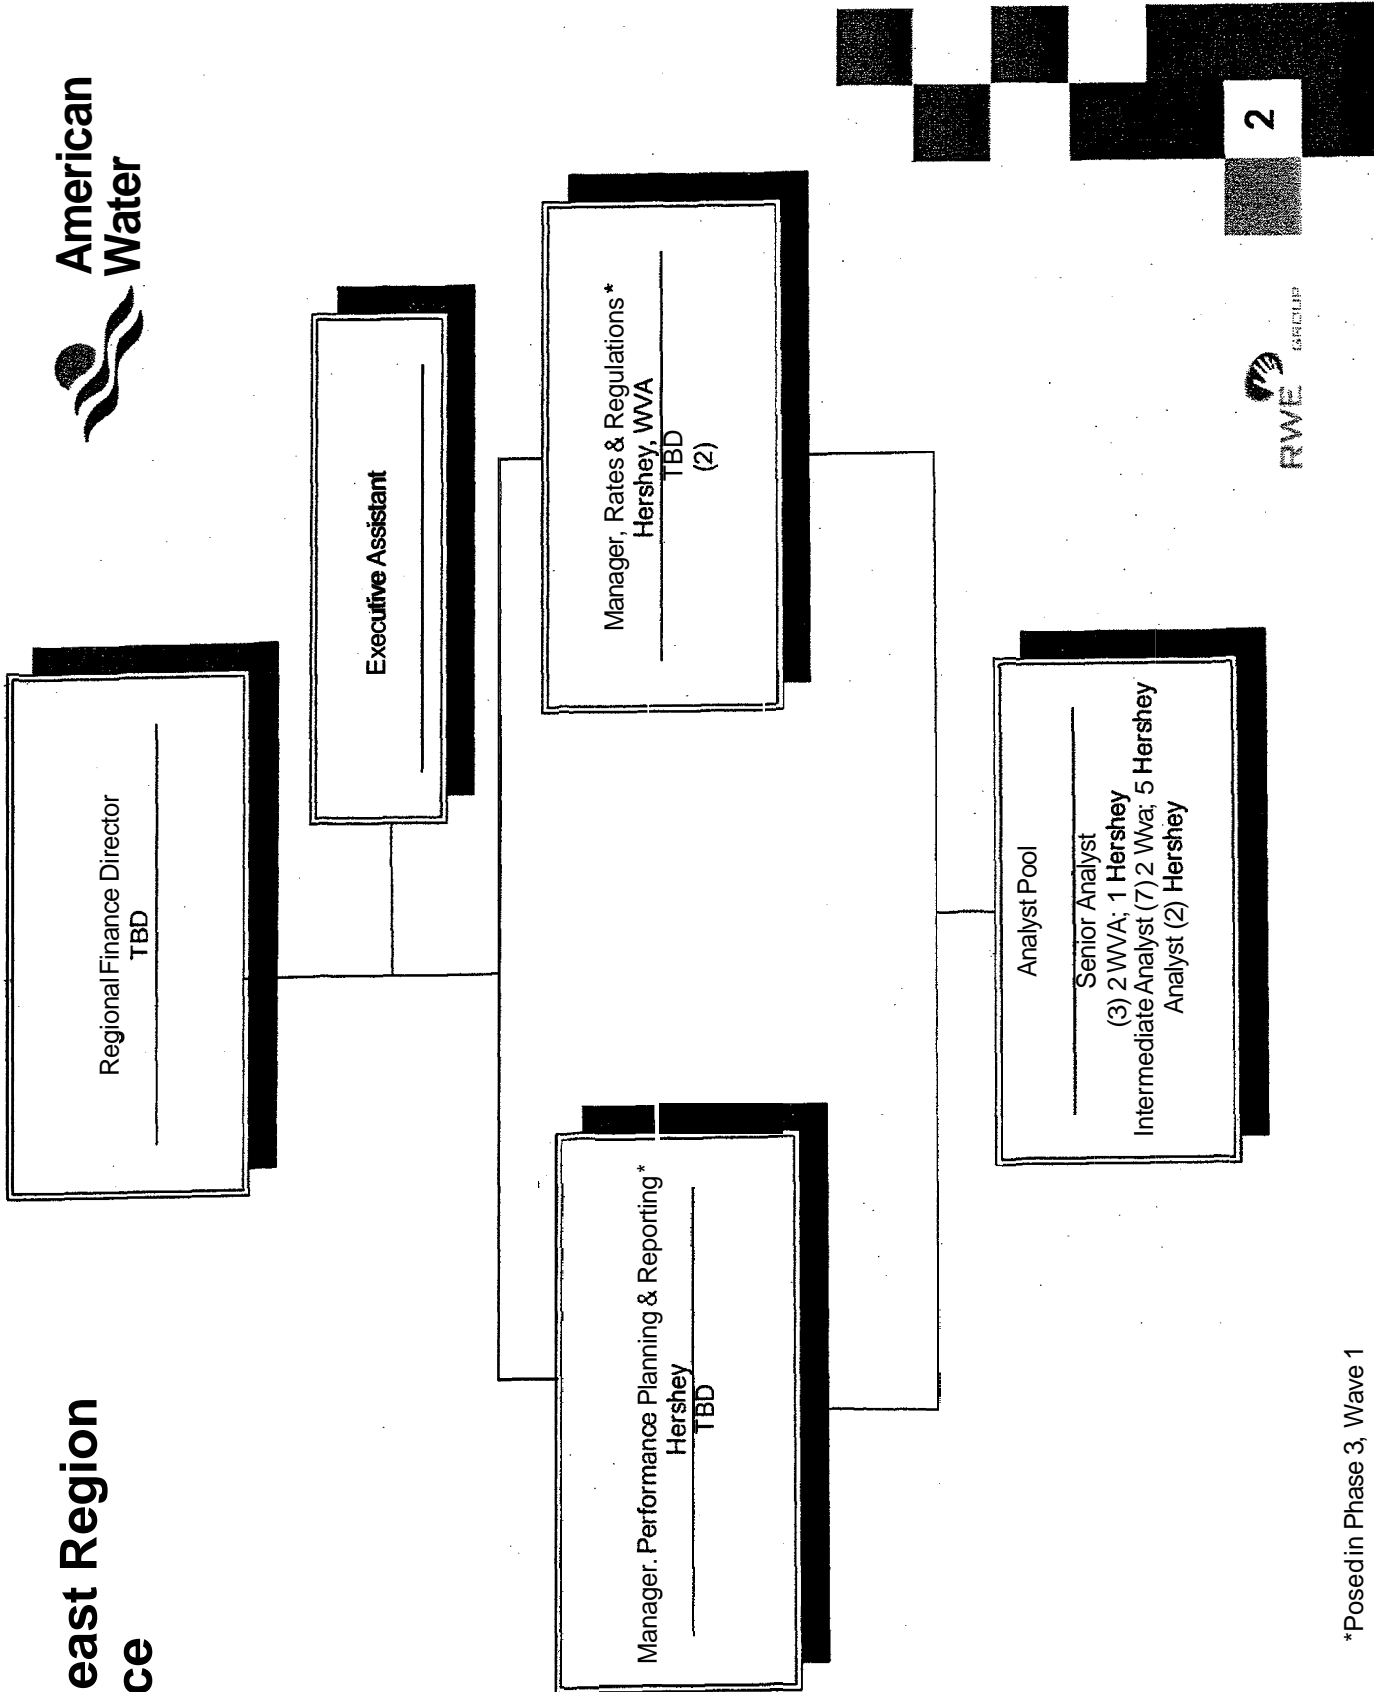 east Region
ce
American
Water
Regional Finance Director
TBD
Executive Assistant
Manager. Performance Planning & Reporting*
Hershey
TBD
Manager, Rates & Regulations*
Hershey, WVA
TBD
(2)
Analyst Pool
Senior Analyst
(3) 2 WVA; 1 Hershey
Intermediate Analyst (7) 2 Wva; 5 Hershey
Analyst (2) Hershey
*Posed in Phase 3, Wave 1
RWE GROUP
2